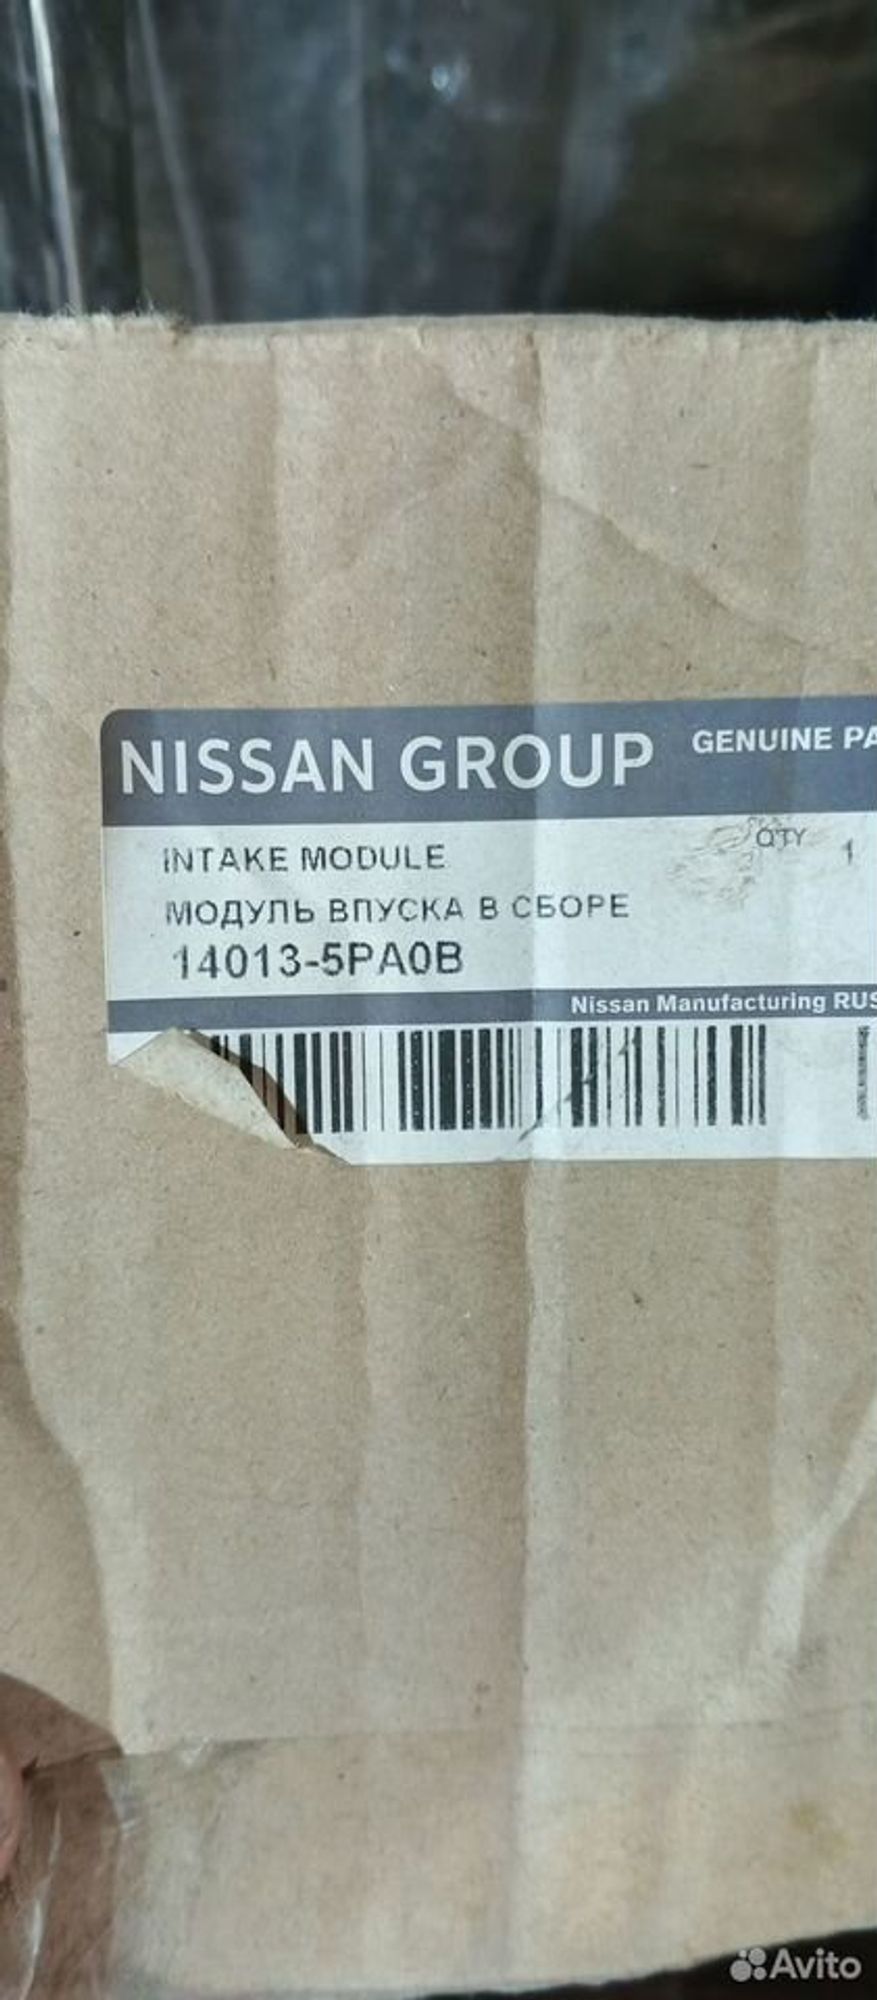 NISSAN GROUP GENUINE PA
INTAKE MODULE QTY 1
МОДУЛЬ ВПУСКА В СБОРЕ
14013-5PA0B
Nissan Manufacturing RUS
Avito